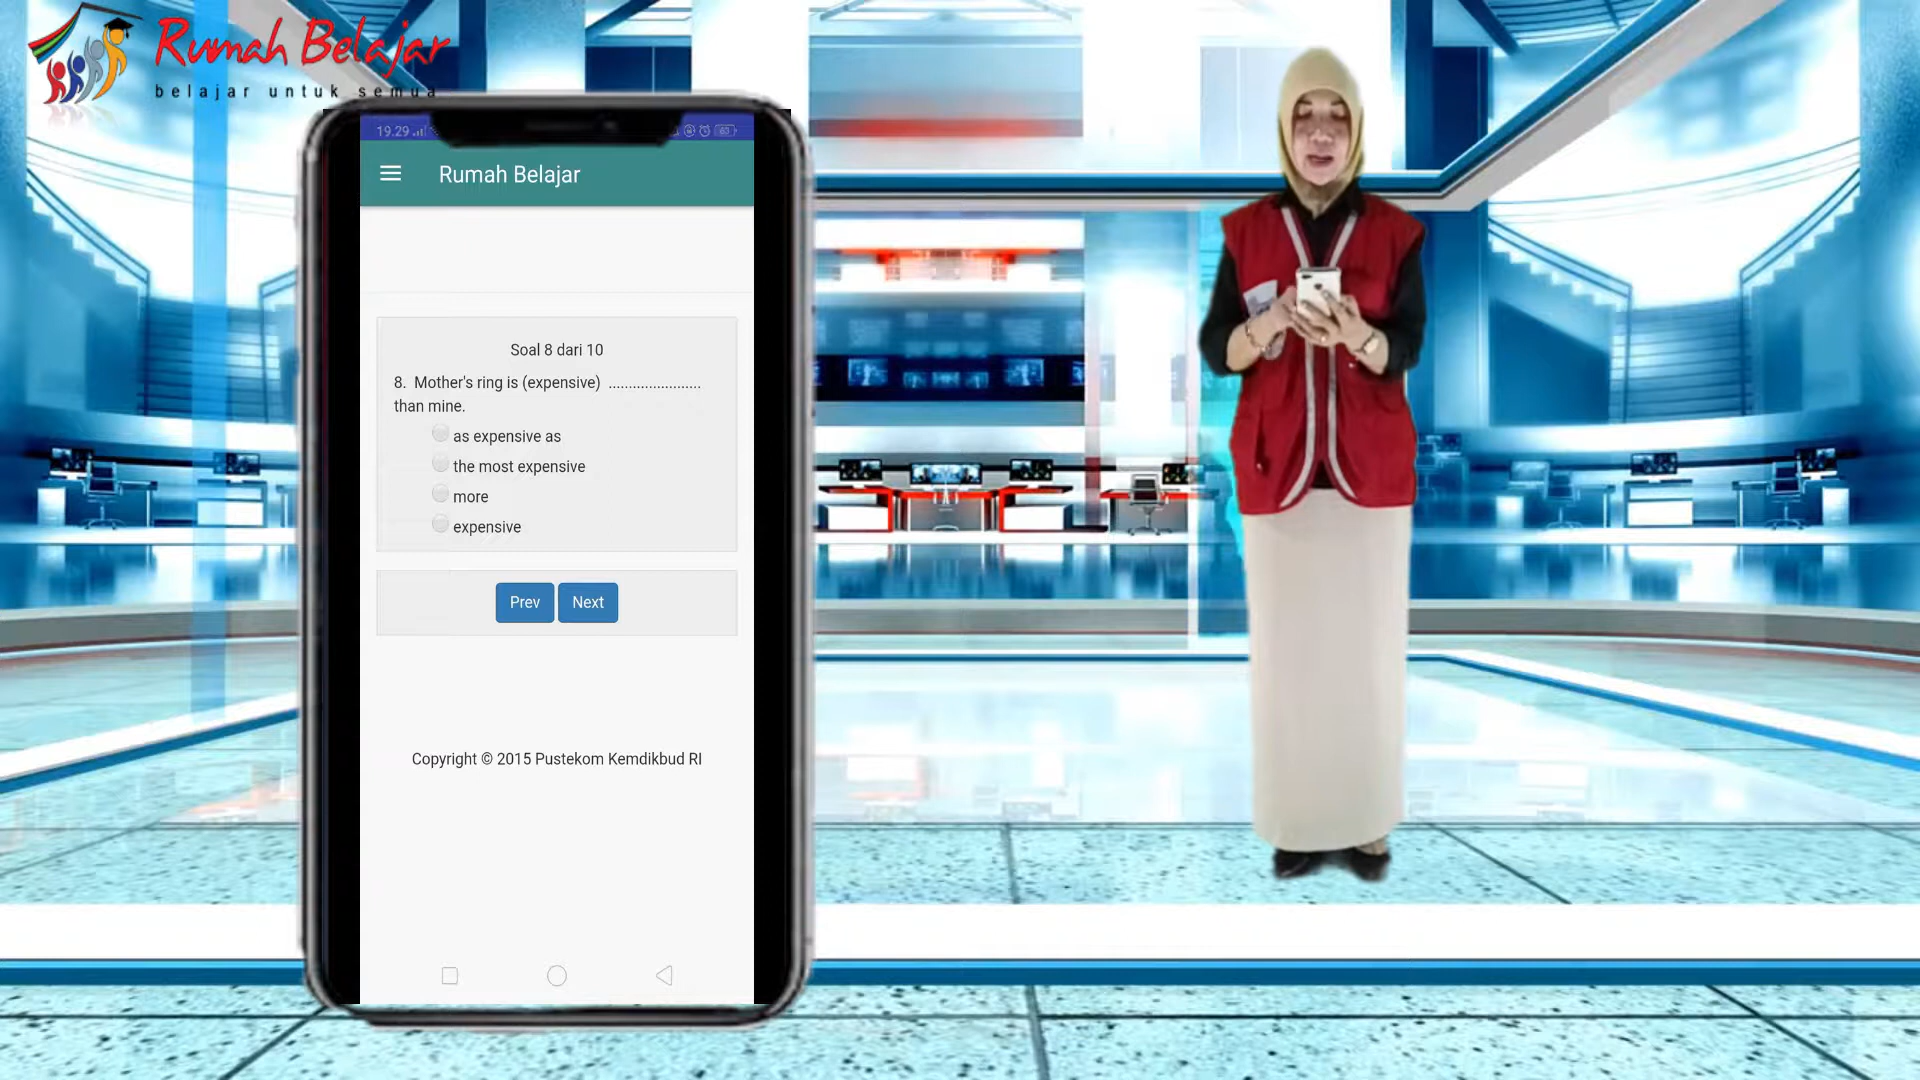 Rumah Belajar
belajar untuk semua
19.29
63
Rumah Belajar
Soal 8 dari 10
8. Mother's ring is (expensive) .......................
than mine.
as expensive as
the most expensive
more
expensive
Prev
Next
Copyright © 2015 Pustekom Kemdikbud RI